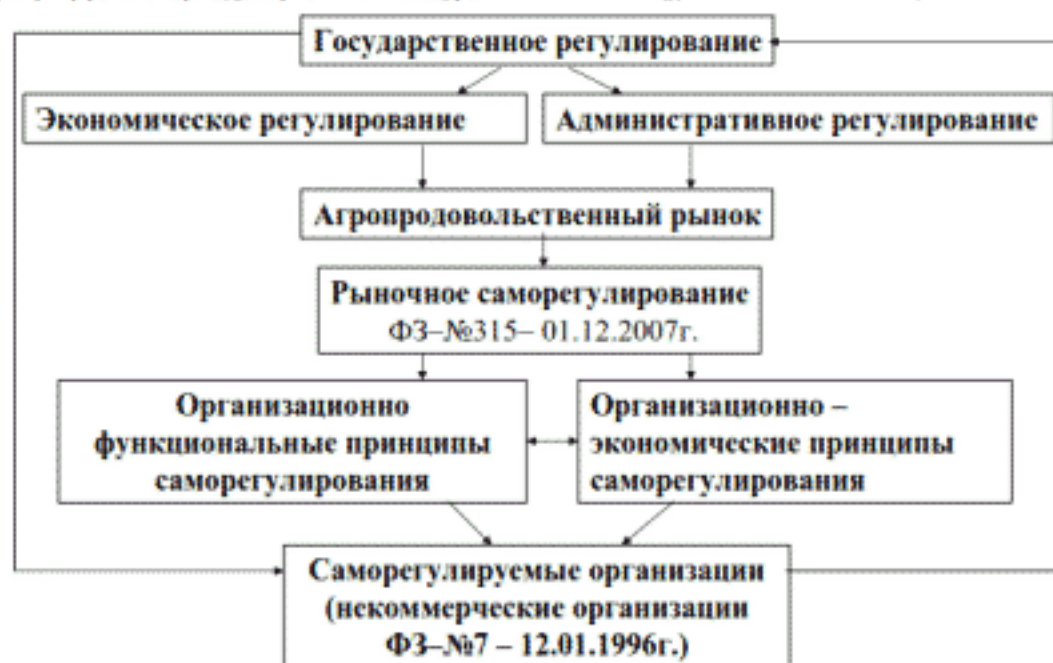 Государственное регулирование
Экономическое регулирование
Административное регулирование
Агропродовольственный рынок
Рыночное саморегулирование
ФЗ–№315– 01.12.2007г.
Организационно
функциональные принципы
саморегулирования
Организационно –
экономические принципы
саморегулирования
Саморегулируемые организации
(некоммерческие организации
ФЗ–№7 – 12.01.1996г.)